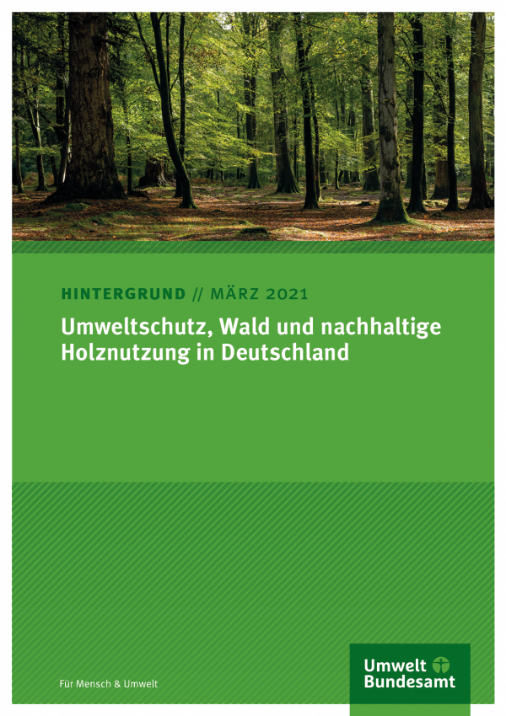 HINTERGRUND // MÄRZ 2021
Umweltschutz, Wald und nachhaltige
Holznutzung in Deutschland
Für Mensch & Umwelt
Umwelt
Bundesamt